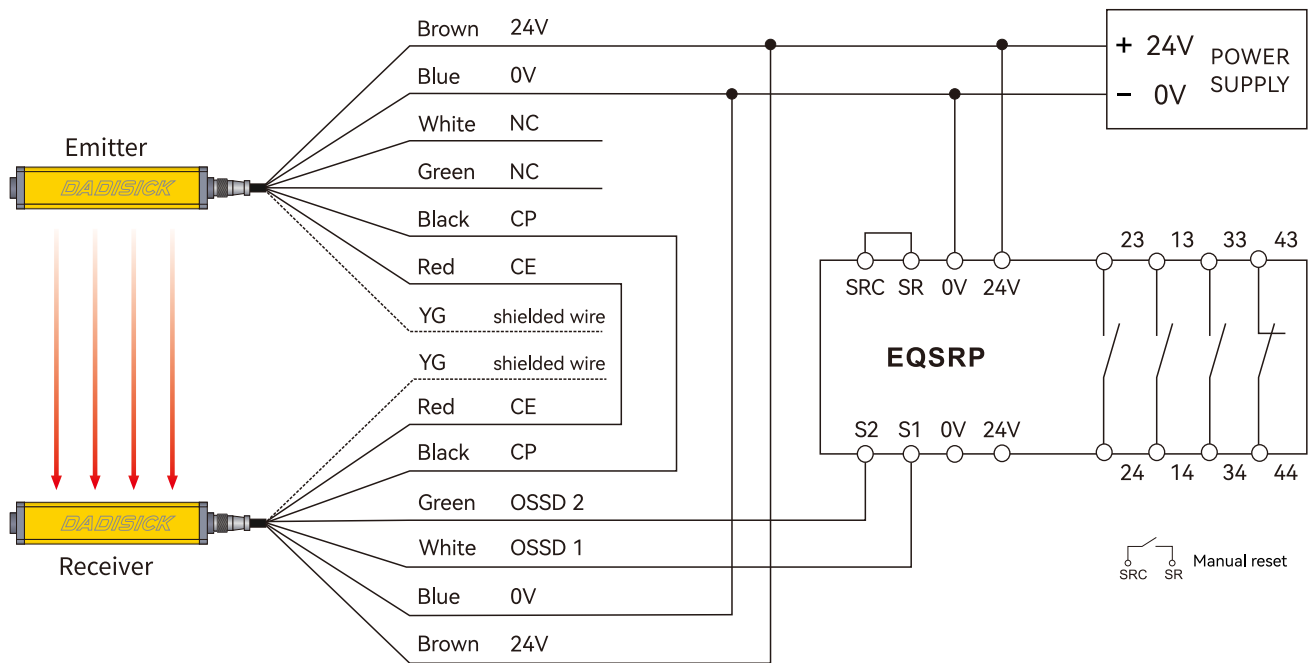 Brown 24V
Blue 0V
White NC
Green NC
Black CP
Red CE
YG shielded wire
YG shielded wire
Red CE
Black CP
Green OSSD 2
White OSSD 1
Blue 0V
Brown 24V
Emitter
DADISICK
DADISICK
Receiver
+ 24V
- 0V
POWER
SUPPLY
23 13 33 43
SRC SR 0V 24V
EQSRP
S2 S1 0V 24V
24 14 34 44
SRC SR Manual reset